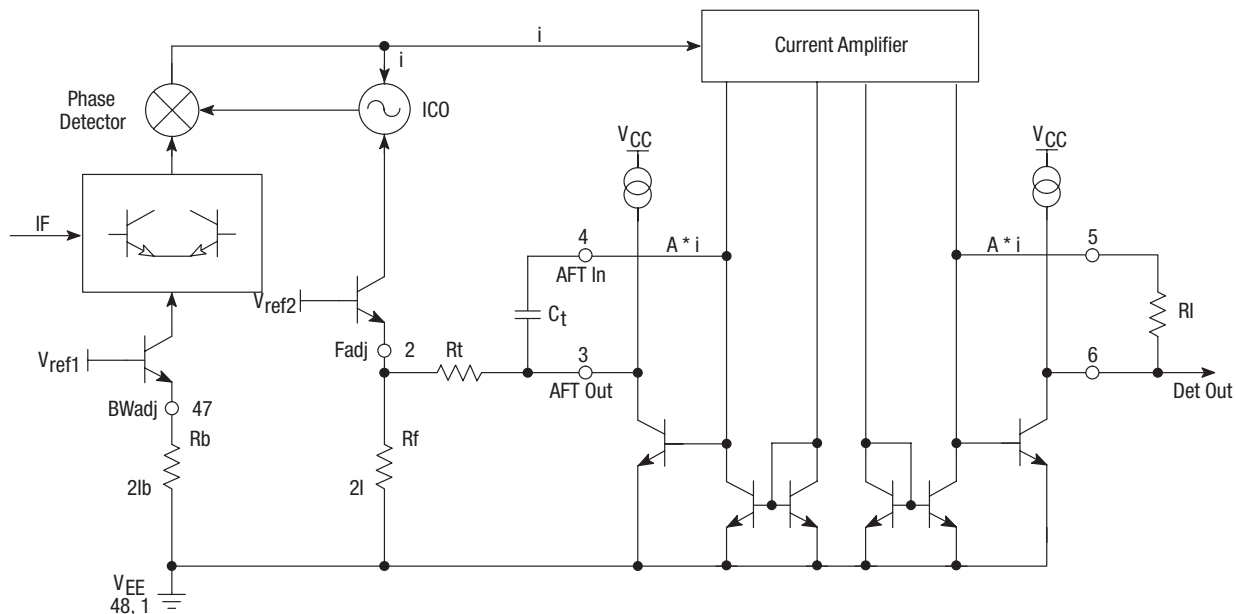 i
Current Amplifier
i
Phase
Detector
ICO
VCC
VCC
IF
4
A * i
A * i
5
AFT In
Vref2
Ct
Rl
Fadj
2
Rt
3
6
Vref1
AFT Out
Det Out
BWadj
47
Rb
Rf
2Ib
2I
VEE
48, 1